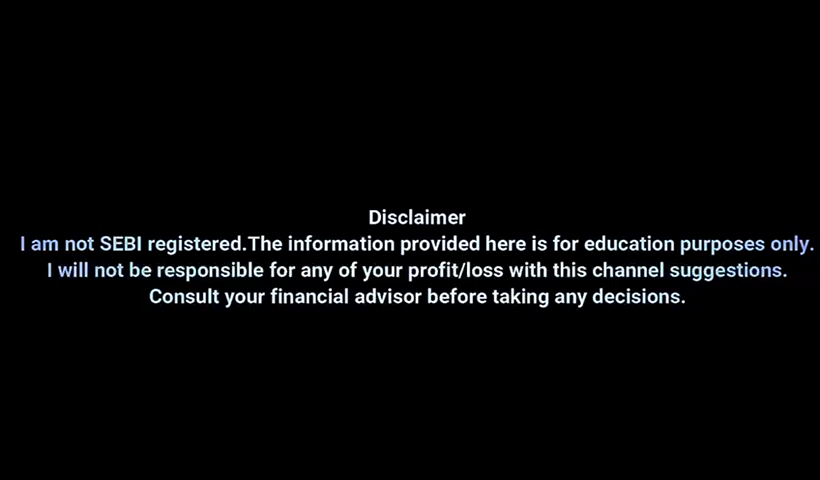 Disclaimer
I am not SEBI registered.The information provided here is for education purposes only.
I will not be responsible for any of your profit/loss with this channel suggestions.
Consult your financial advisor before taking any decisions.